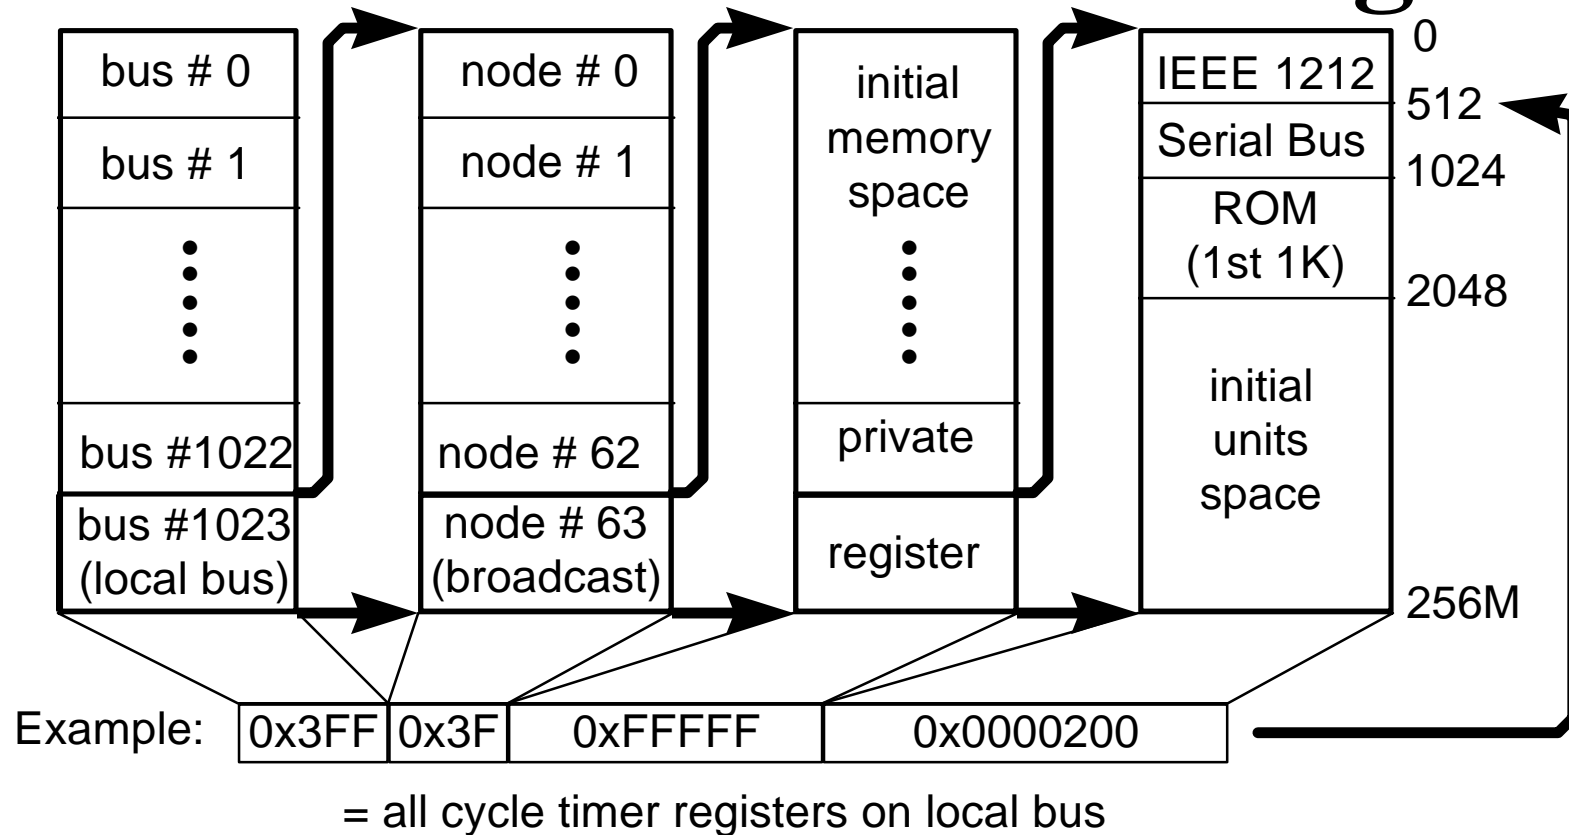 bus # 0
bus # 1
bus #1022
bus #1023
(local bus)
node # 0
node # 1
node # 62
node # 63
(broadcast)
initial
memory
space
private
register
IEEE 1212
Serial Bus
ROM
(1st 1K)
initial
units
space
0
512
1024
2048
256M
Example:
0x3FF
0x3F
0xFFFFF
0x0000200
= all cycle timer registers on local bus